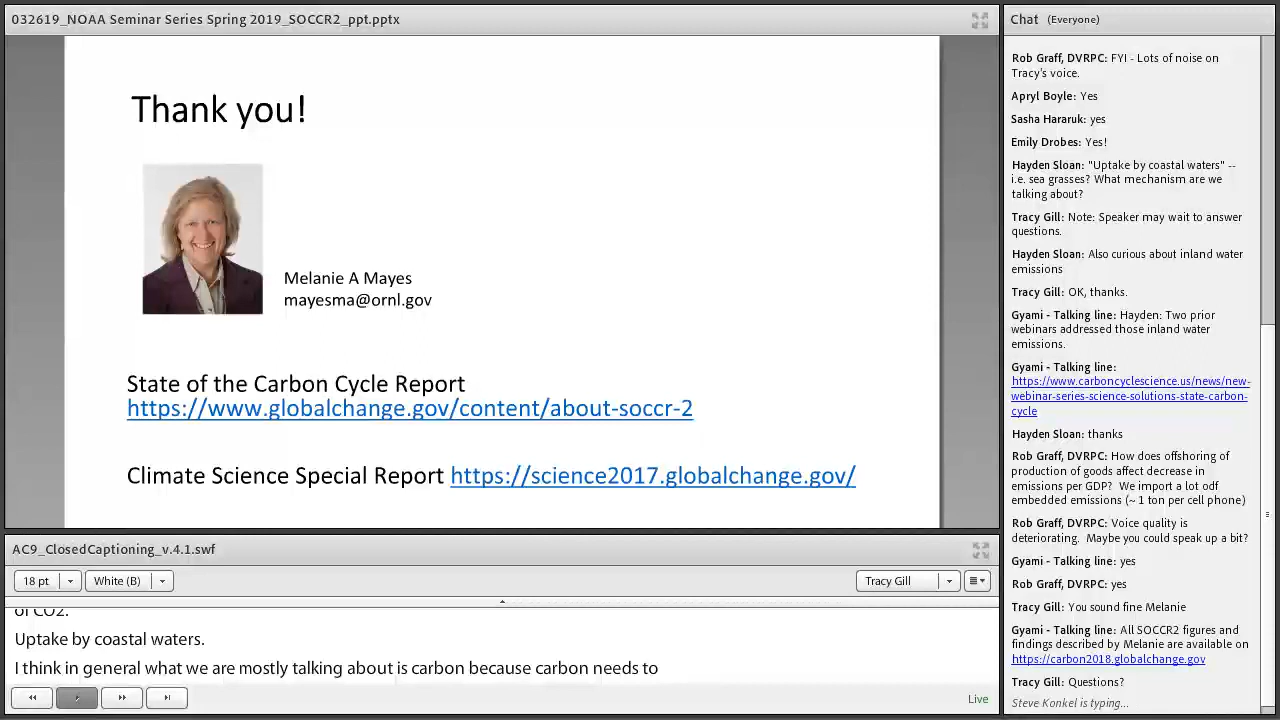 032619_NOAA Seminar Series Spring 2019_SOCCR2_ppt.pptx
Thank you!
Melanie A Mayes
mayesma@ornl.gov
State of the Carbon Cycle Report
https://www.globalchange.gov/content/about-soccr-2
Climate Science Special Report https://science2017.globalchange.gov/
AC9_ClosedCaptioning_v.4.1.swf
18 pt
White (B)
Tracy Gill
of CO2.
Uptake by coastal waters.
I think in general what we are mostly talking about is carbon because carbon needs to
Live
Chat (Everyone)
Rob Graff, DVRPC: FYI - Lots of noise on
Tracy's voice.
Apryl Boyle: Yes
Sasha Hararuk: yes
Emily Drobes: Yes!
Hayden Sloan: "Uptake by coastal waters" --
i.e. sea grasses? What mechanism are we
talking about?
Tracy Gill: Note: Speaker may wait to answer
questions.
Hayden Sloan: Also curious about inland water
emissions
Tracy Gill: OK, thanks.
Gyami - Talking line: Hayden: Two prior
webinars addressed those inland water
emissions.
Gyami - Talking line:
https://www.carboncyclescience.us/news/new-
webinar-series-science-solutions-state-carbon-
cycle
Hayden Sloan: thanks
Rob Graff, DVRPC: How does offshoring of
production of goods affect decrease in
emissions per GDP? We import a lot odf
embedded emissions (~ 1 ton per cell phone)
Rob Graff, DVRPC: Voice quality is
deteriorating. Maybe you could speak up a bit?
Gyami - Talking line: yes
Rob Graff, DVRPC: yes
Tracy Gill: You sound fine Melanie
Gyami - Talking line: All SOCCR2 figures and
findings described by Melanie are available on
https://carbon2018.globalchange.gov
Tracy Gill: Questions?
Steve Konkel is typing...